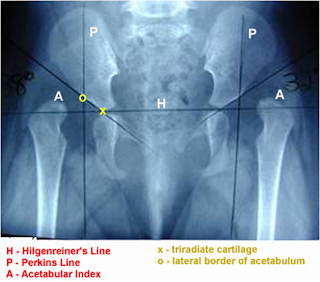 P P
A H A
o
x
H - Hilgenreiner's Line
P - Perkins Line
A - Acetabular Index
x - triradiate cartilage
o - lateral border of acetabulum